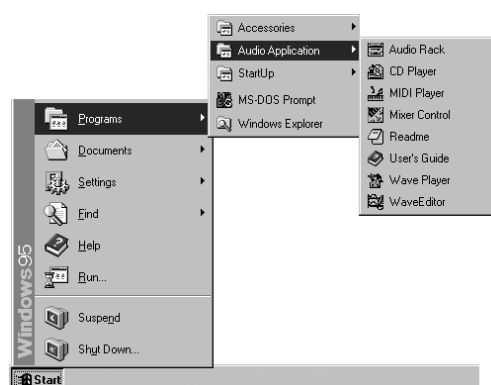 Accessories
Audio Application
StartUp
MS-DOS Prompt
Windows Explorer
Audio Rack
CD Player
MIDI Player
Mixer Control
Readme
User's Guide
Wave Player
WaveEditor
Programs
Documents
Settings
Find
Help
Run...
Suspend
Shut Down...
Windows95
Start